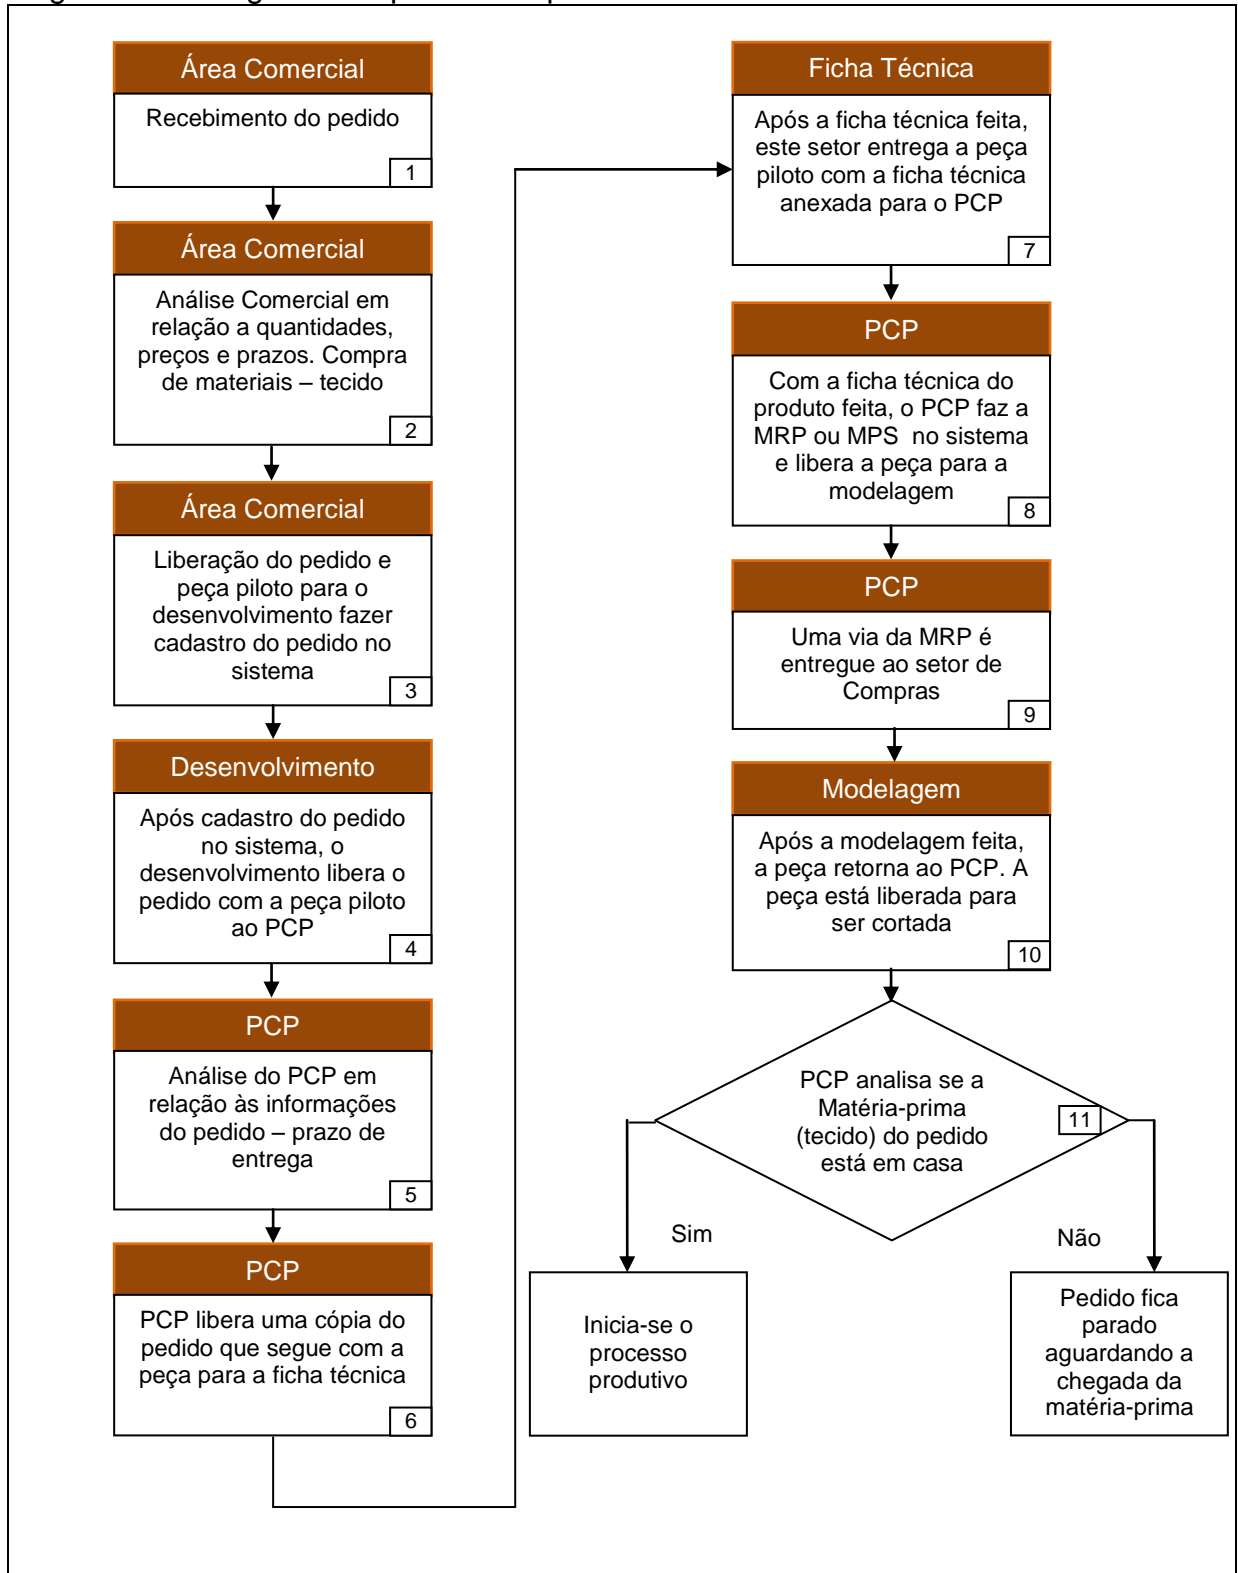 Área Comercial
Recebimento do pedido
1
Área Comercial
Análise Comercial em
relação a quantidades,
preços e prazos. Compra
de materiais – tecido
2
Área Comercial
Liberação do pedido e
peça piloto para o
desenvolvimento fazer
cadastro do pedido no
sistema
3
Desenvolvimento
Após cadastro do pedido
no sistema, o
desenvolvimento libera o
pedido com a peça piloto
ao PCP
4
PCP
Análise do PCP em
relação às informações
do pedido – prazo de
entrega
5
PCP
PCP libera uma cópia do
pedido que segue com a
peça para a ficha técnica
6
Ficha Técnica
Após a ficha técnica feita,
este setor entrega a peça
piloto com a ficha técnica
anexada para o PCP
7
PCP
Com a ficha técnica do
produto feita, o PCP faz a
MRP ou MPS no sistema
e libera a peça para a
modelagem
8
PCP
Uma via da MRP é
entregue ao setor de
Compras
9
Modelagem
Após a modelagem feita,
a peça retorna ao PCP. A
peça está liberada para
ser cortada
10
PCP analisa se a
Matéria-prima
(tecido) do pedido
está em casa
11
Sim
Não
Inicia-se o
processo
produtivo
Pedido fica
parado
aguardando a
chegada da
matéria-prima